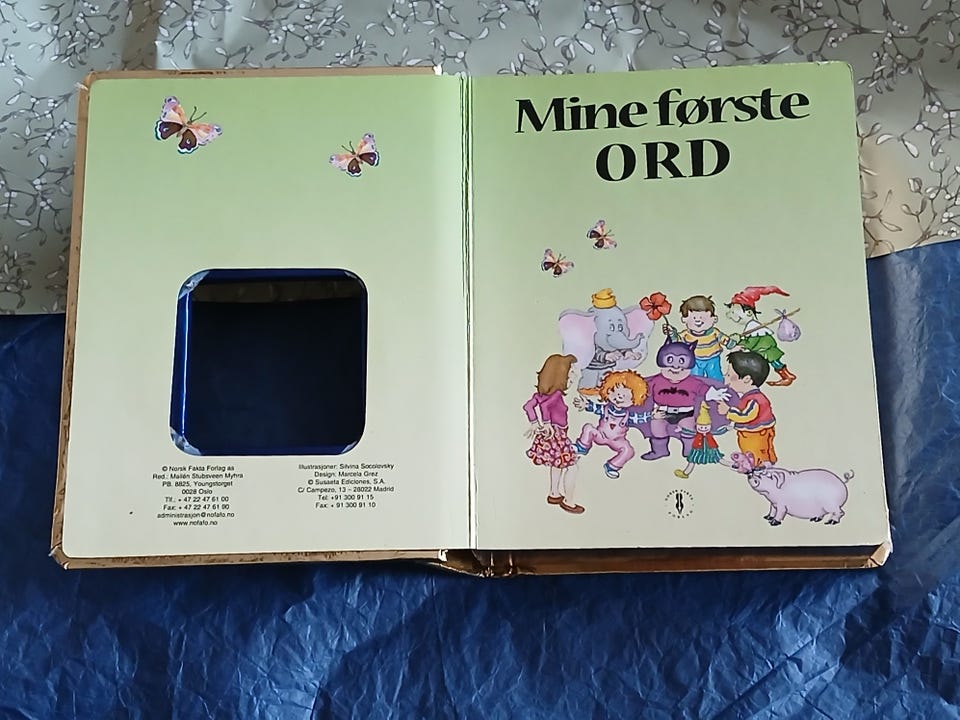 © Norsk Fakta Forlag as
Red.: Mailén Stubsveen Myhra
PB. 8825, Youngstorget
0028 Oslo
Tlf.: + 47 22 47 61 00
Fax: + 47 22 47 61 90
administrasjon@nofafo.no
www.nofafo.no
Illustrasjoner: Silvina Socolovsky
Design: Marcela Grez
© Susaeta Ediciones, S.A.
C/ Campezo, 13 – 28022 Madrid
Tel: +91 300 91 15
Fax: + 91 300 91 10
Mine første
ORD